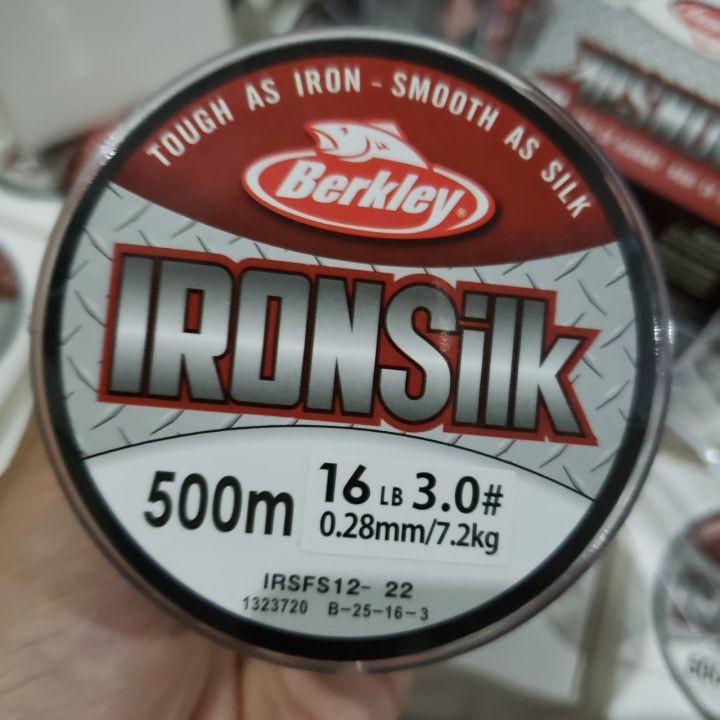 TOUGH AS IRON - SMOOTH AS SILK
Berkley®
IRONSilk
500m
16 LB 3.0#
0.28mm/7.2kg
IRSFS12- 22
1323720 B-25-16-3